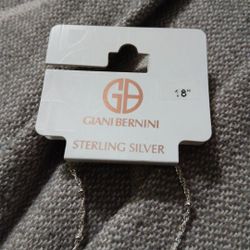 GB
18"
GIANI BERNINI
STERLING SILVER